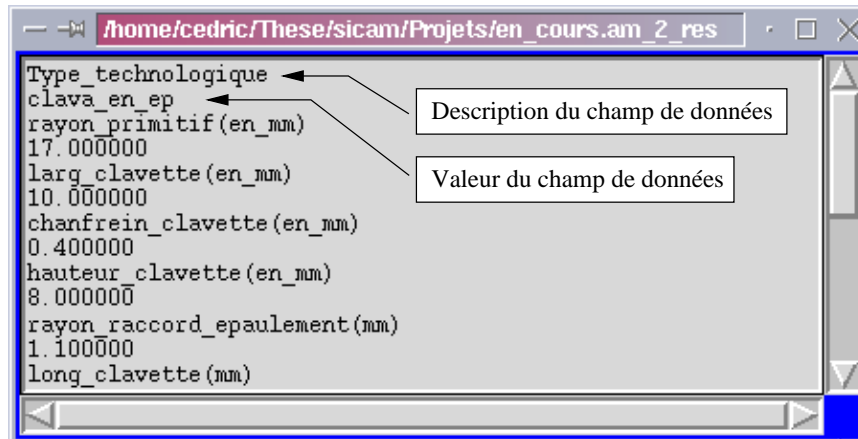 /home/cedric/These/sicam/Projets/en_cours.am_2_res
Type_technologique
clava_en_ep
rayon_primitif(en_mm)
17.000000
larg_clavette(en_mm)
10.000000
chanfrein_clavette(en_mm)
0.400000
hauteur_clavette(en_mm)
8.000000
rayon_raccord_epaulement(mm)
1.100000
long_clavette(mm)
Description du champ de données
Valeur du champ de données